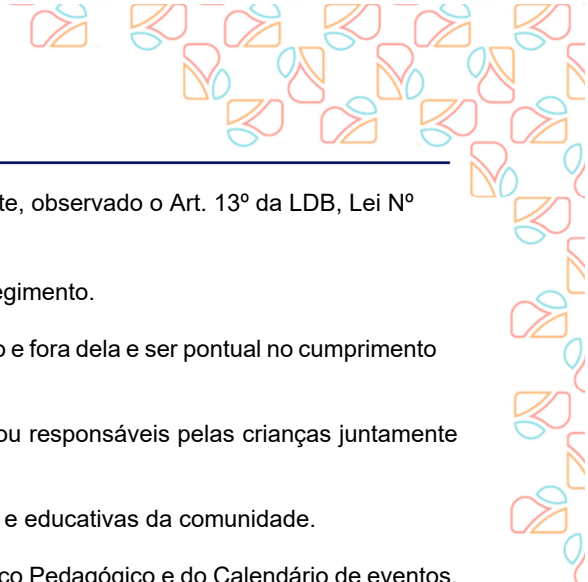 te, observado o Art. 13º da LDB, Lei Nº
egimento.
o e fora dela e ser pontual no cumprimento
ou responsáveis pelas crianças juntamente
e educativas da comunidade.
co Pedagógico e do Calendário de eventos.